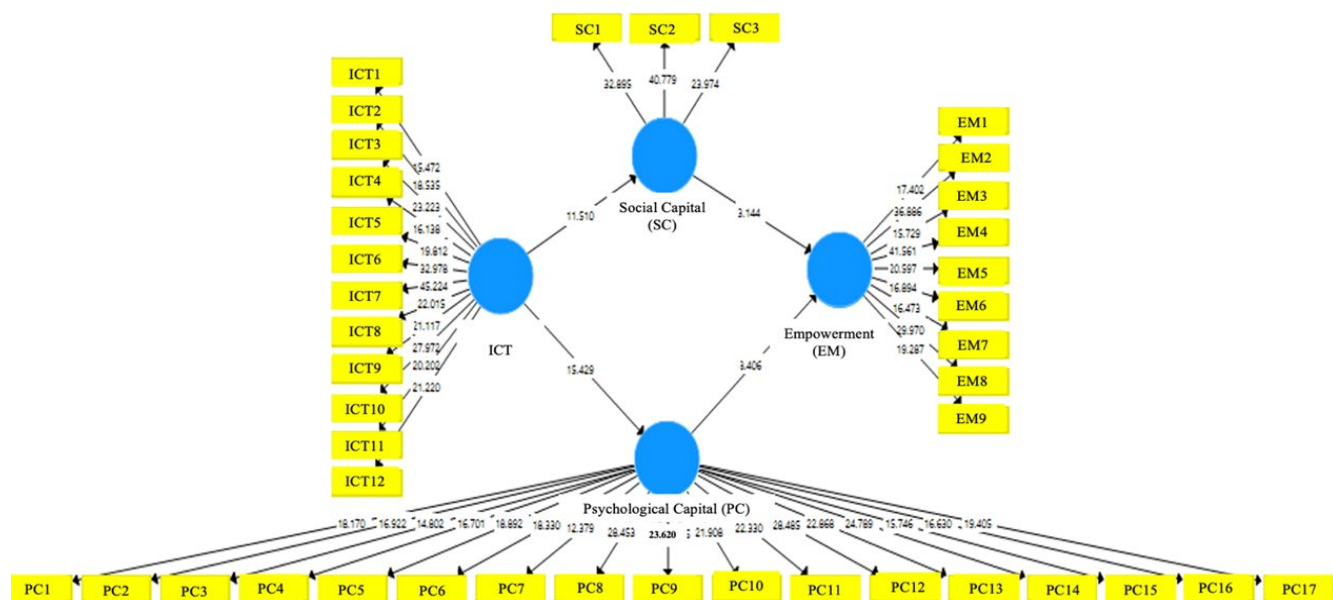 SC1 SC2 SC3
32.895 40.779 23.974
ICT1
ICT2
ICT3
ICT4
ICT5
ICT6
ICT7
ICT8
ICT9
ICT10
ICT11
ICT12
15.472
18.535
23.223
16.138
19.812
32.978
45.224
22.015
21.117
27.972
20.202
21.220
ICT
11.510
15.429
Social Capital
(SC)
3.144
Empowerment
(EM)
17.402
36.886
15.729
41.561
20.597
16.894
16.473
29.970
19.287
EM1
EM2
EM3
EM4
EM5
EM6
EM7
EM8
EM9
Psychological Capital (PC)
18.170 16.922 14.802 16.701 18.892 18.330 12.379 28.453 23.620 21.908 22.330 28.485 22.868 24.789 15.746 16.630 19.405
PC1 PC2 PC3 PC4 PC5 PC6 PC7 PC8 PC9 PC10 PC11 PC12 PC13 PC14 PC15 PC16 PC17